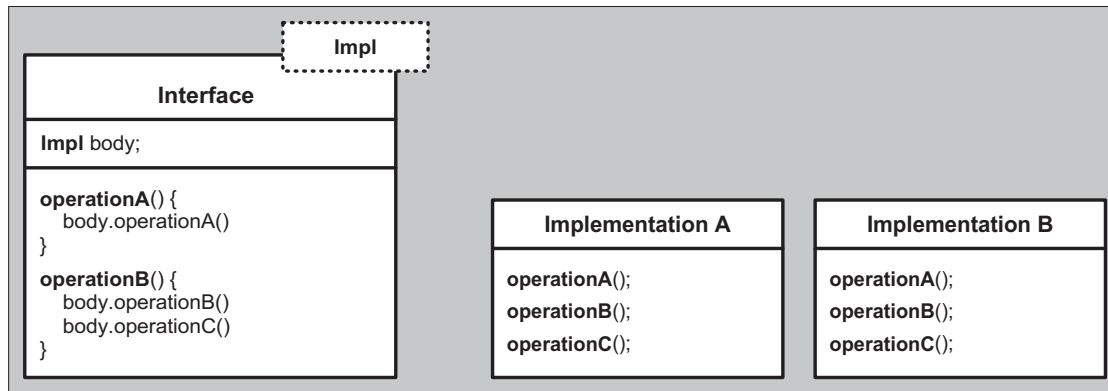 Impl
Interface
Impl body;
operationA() {
body.operationA()
}
operationB() {
body.operationB()
body.operationC()
}
Implementation A
operationA();
operationB();
operationC();
Implementation B
operationA();
operationB();
operationC();